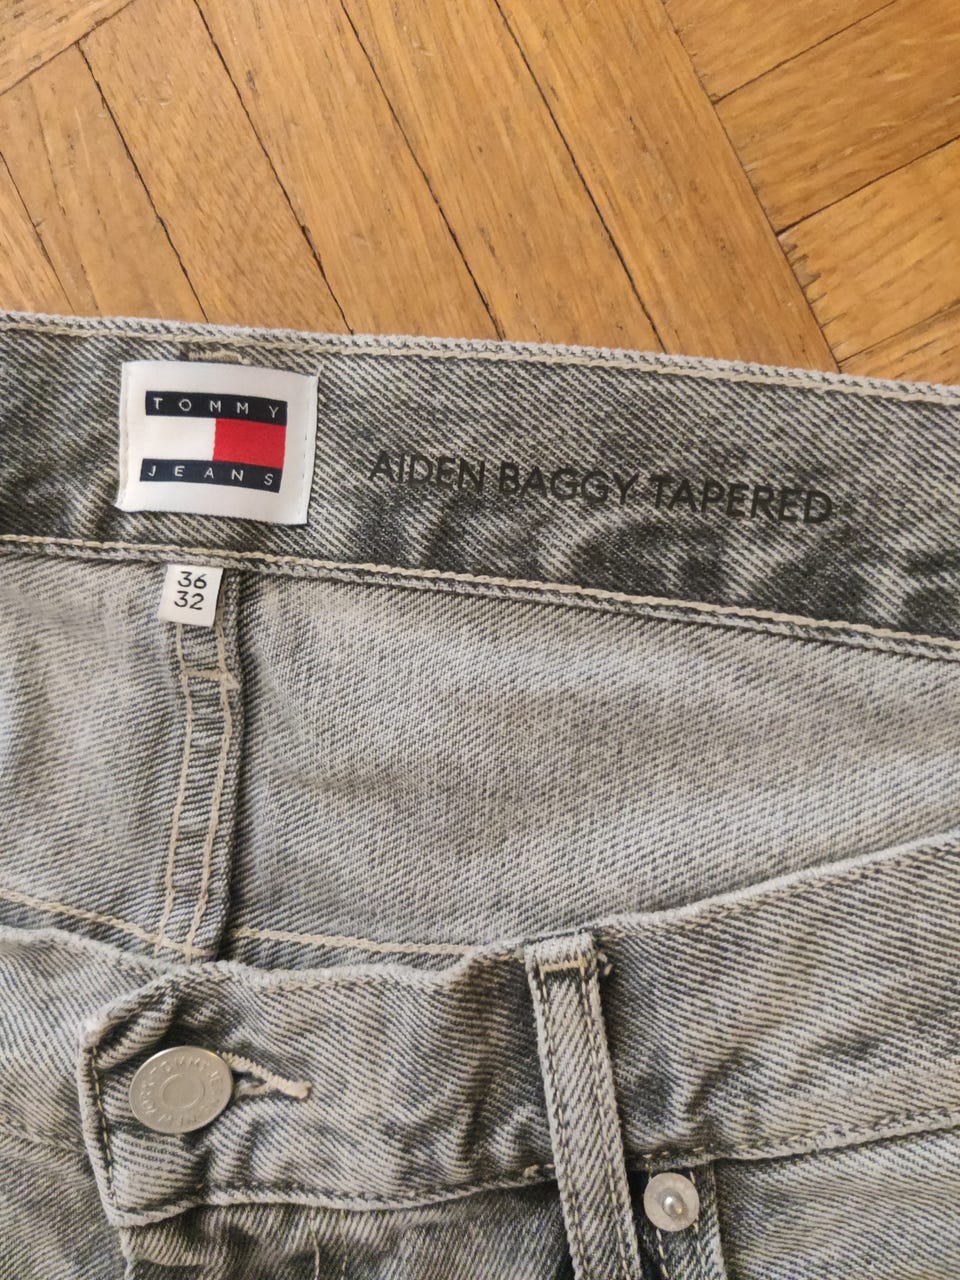 TOMMY
JEANS
AIDEN BAGGY TAPERED
36
32